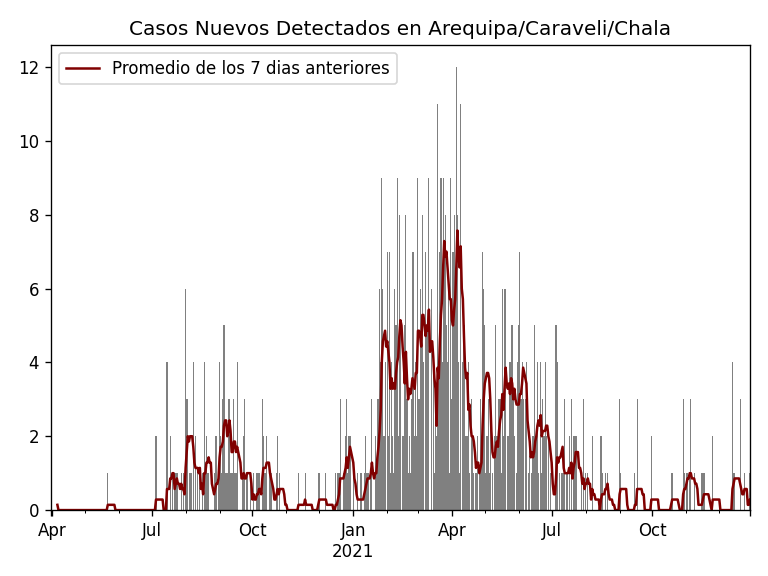 Casos Nuevos Detectados en Arequipa/Caraveli/Chala
Promedio de los 7 dias anteriores
12
10
8
6
4
2
0
Apr Jul Oct Jan Apr Jul Oct
2021